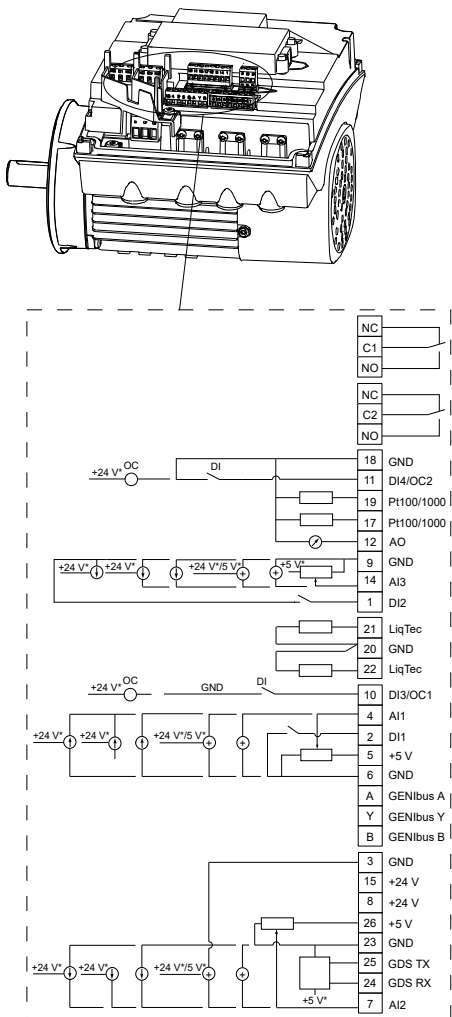 NC
C1
NO
NC
C2
NO
18 GND
+24 V* OC DI 11 DI4/OC2
19 Pt100/1000
17 Pt100/1000
12 AO
9 GND
+24 V* +24 V* +24 V*/5 V* +5 V* 14 AI3
1 DI2
21 LiqTec
20 GND
22 LiqTec
+24 V* OC GND DI 10 DI3/OC1
4 AI1
+24 V* +24 V* +24 V*/5 V* 2 DI1
5 +5 V
6 GND
A GENIbus A
Y GENIbus Y
B GENIbus B
3 GND
15 +24 V
8 +24 V
26 +5 V
23 GND
+24 V* +24 V* +24 V*/5 V* 25 GDS TX
24 GDS RX
+5 V* 7 AI2